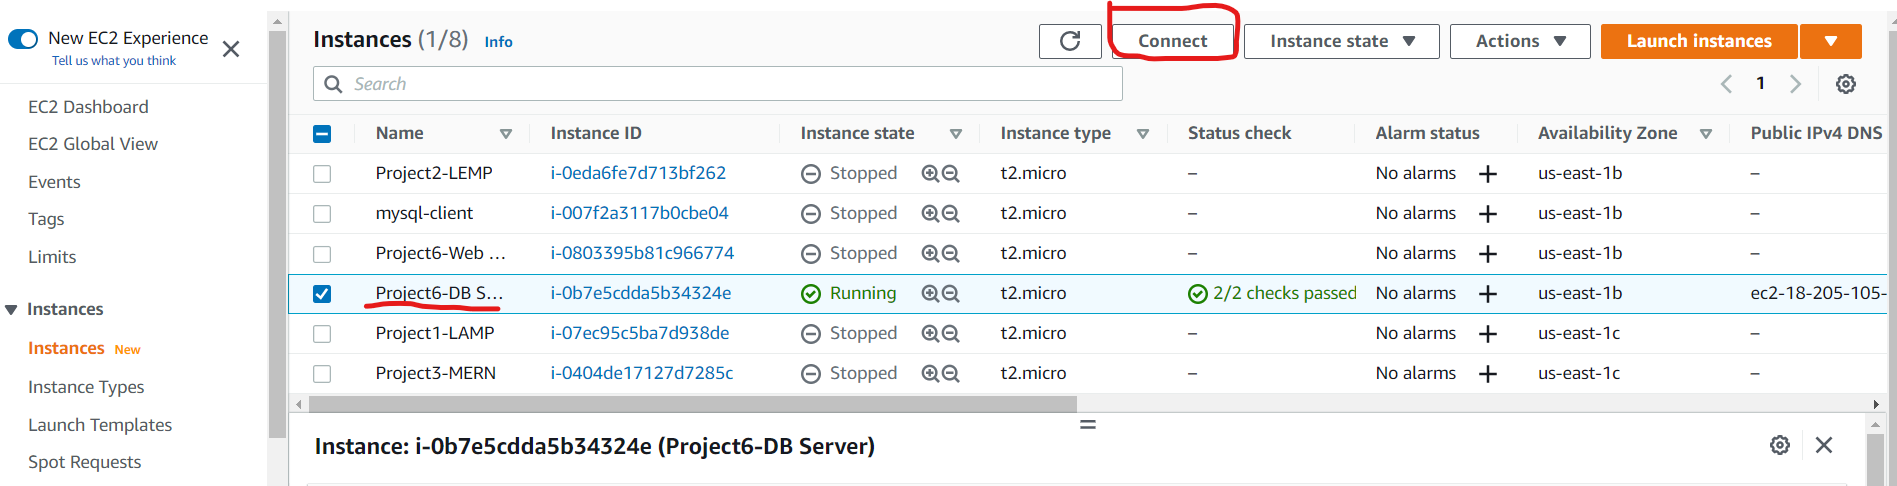 New EC2 Experience
Tell us what you think
EC2 Dashboard
EC2 Global View
Events
Tags
Limits
Instances
Instances New
Instance Types
Launch Templates
Spot Requests
Instances (1/8) Info
Connect Instance state Actions Launch instances
Search
1
Name Instance ID Instance state Instance type Status check Alarm status Availability Zone Public IPv4 DNS
Project2-LEMP i-0eda6fe7d713bf262 Stopped t2.micro – No alarms + us-east-1b –
mysql-client i-007f2a3117b0cbe04 Stopped t2.micro – No alarms + us-east-1b –
Project6-Web ... i-0803395b81c966774 Stopped t2.micro – No alarms + us-east-1b –
Project6-DB S... i-0b7e5cdda5b34324e Running t2.micro 2/2 checks passed No alarms + us-east-1b ec2-18-205-105-
Project1-LAMP i-07ec95c5ba7d938de Stopped t2.micro – No alarms + us-east-1c –
Project3-MERN i-0404de17127d7285c Stopped t2.micro – No alarms + us-east-1c –
Instance: i-0b7e5cdda5b34324e (Project6-DB Server)